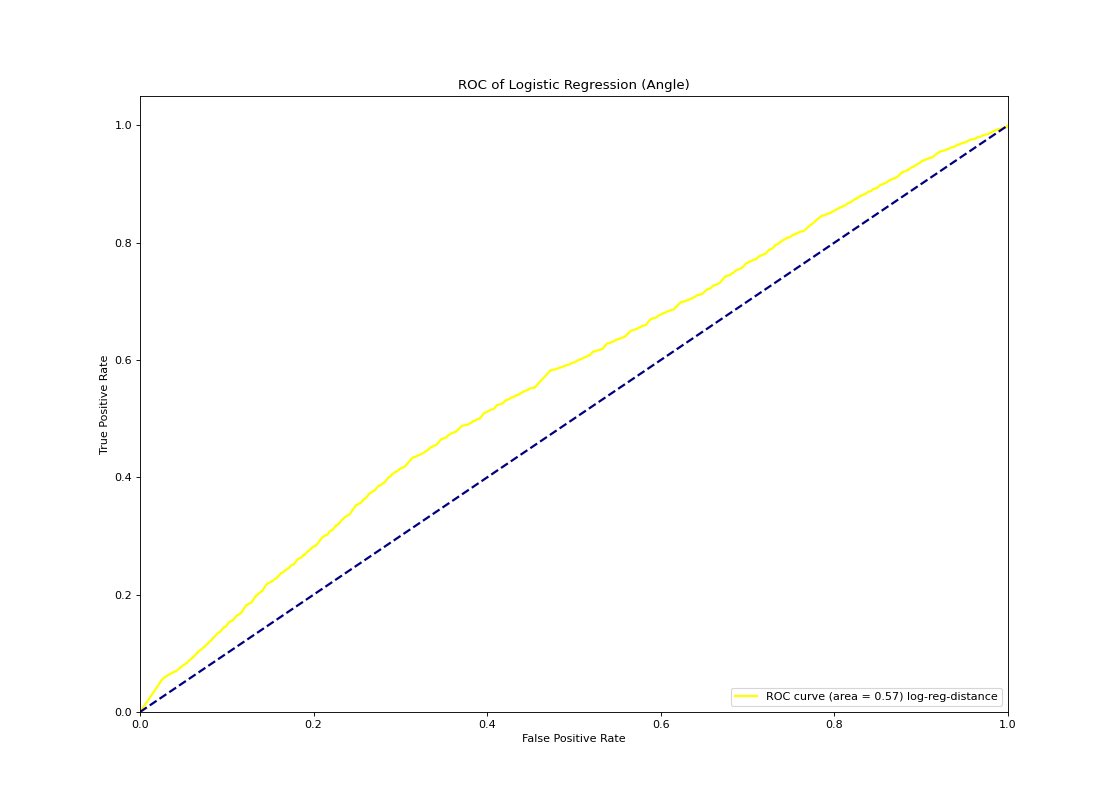 ROC of Logistic Regression (Angle)
1.0
0.8
0.6
0.4
0.2
0.0
True Positive Rate
ROC curve (area = 0.57) log-reg-distance
0.0 0.2 0.4 0.6 0.8 1.0
False Positive Rate